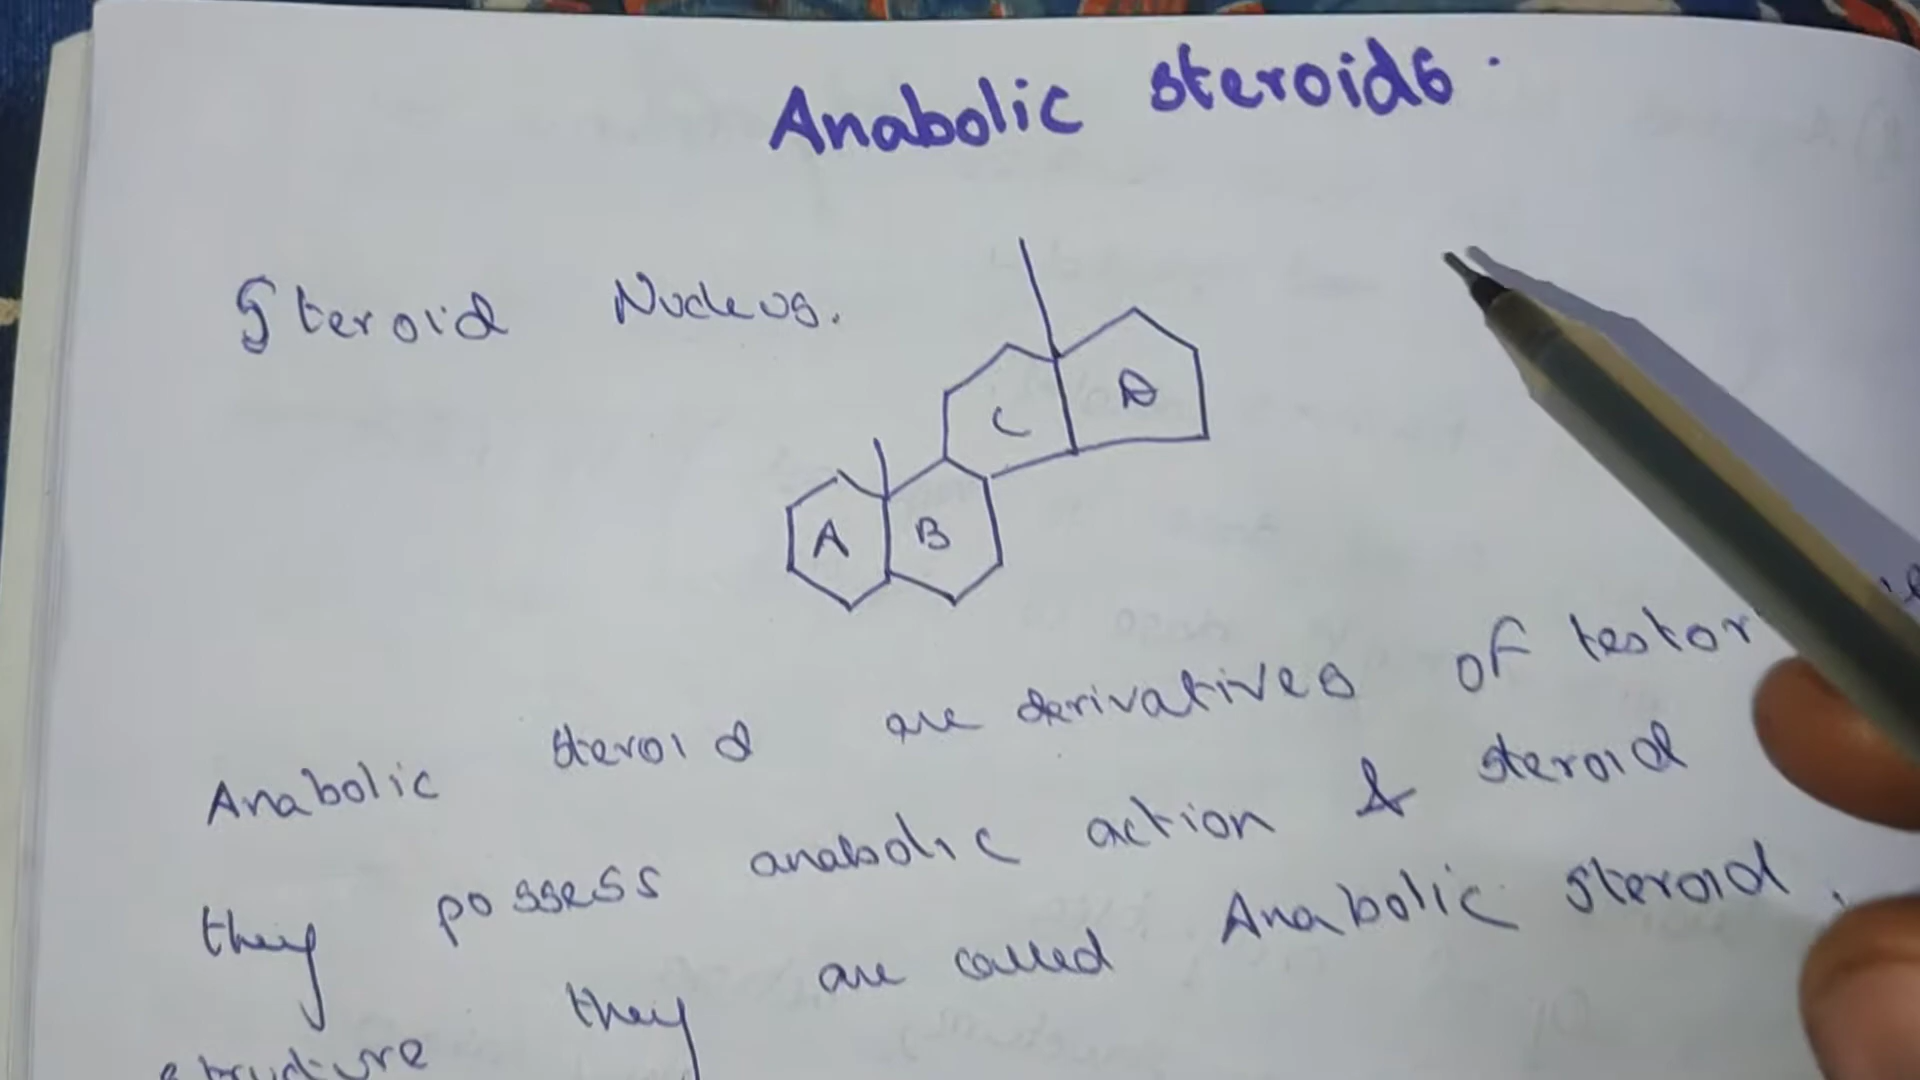 Anabolic steroids.
Steroid Nucleus.
C D
A B
Anabolic steroid are derivatives of
they possess anabolic action & steroid
structure they are called Anabolic steroid.